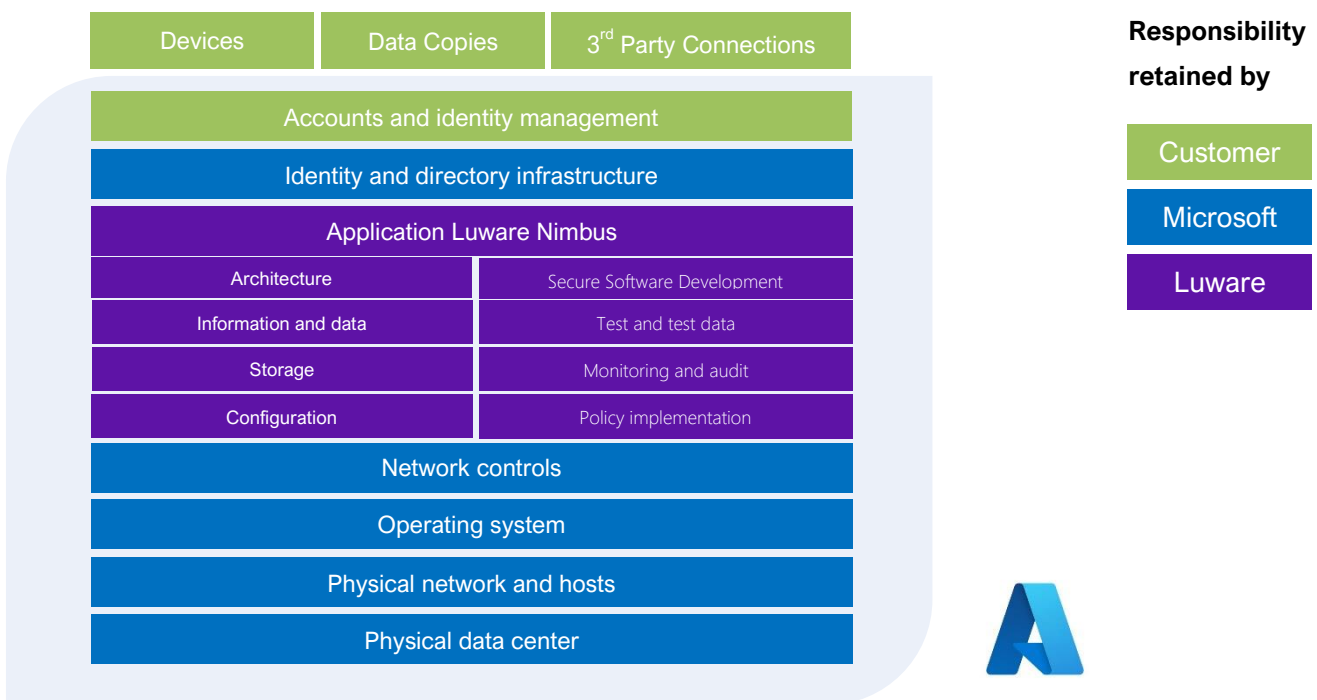 Devices
Data Copies
3rd Party Connections
Responsibility
retained by
Accounts and identity management
Customer
Identity and directory infrastructure
Microsoft
Application Luware Nimbus
Luware
Architecture
Secure Software Development
Information and data
Test and test data
Storage
Monitoring and audit
Configuration
Policy implementation
Network controls
Operating system
Physical network and hosts
Physical data center